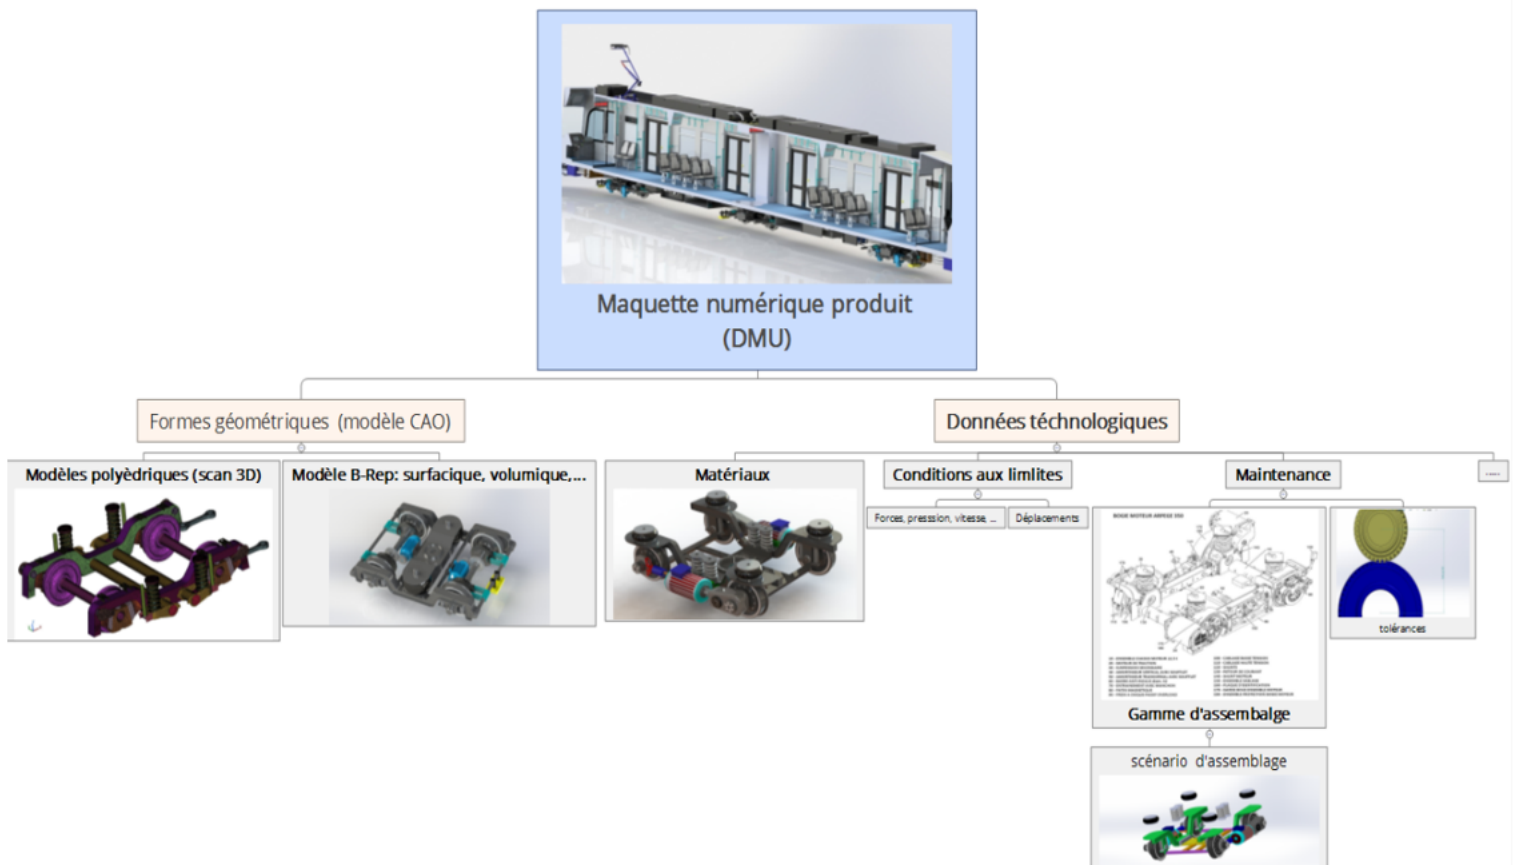 Maquette numérique produit
(DMU)
Formes géométriques (modèle CAO)
Données téchnologiques
Modèles polyèdriques (scan 3D)
Modèle B-Rep: surfacique, volumique,...
Matériaux
Conditions aux limlites
Maintenance
.....
Forces, presssion, vitesse, ...
Déplacements
tolérances
Gamme d'assembalge
scénario d'assemblage